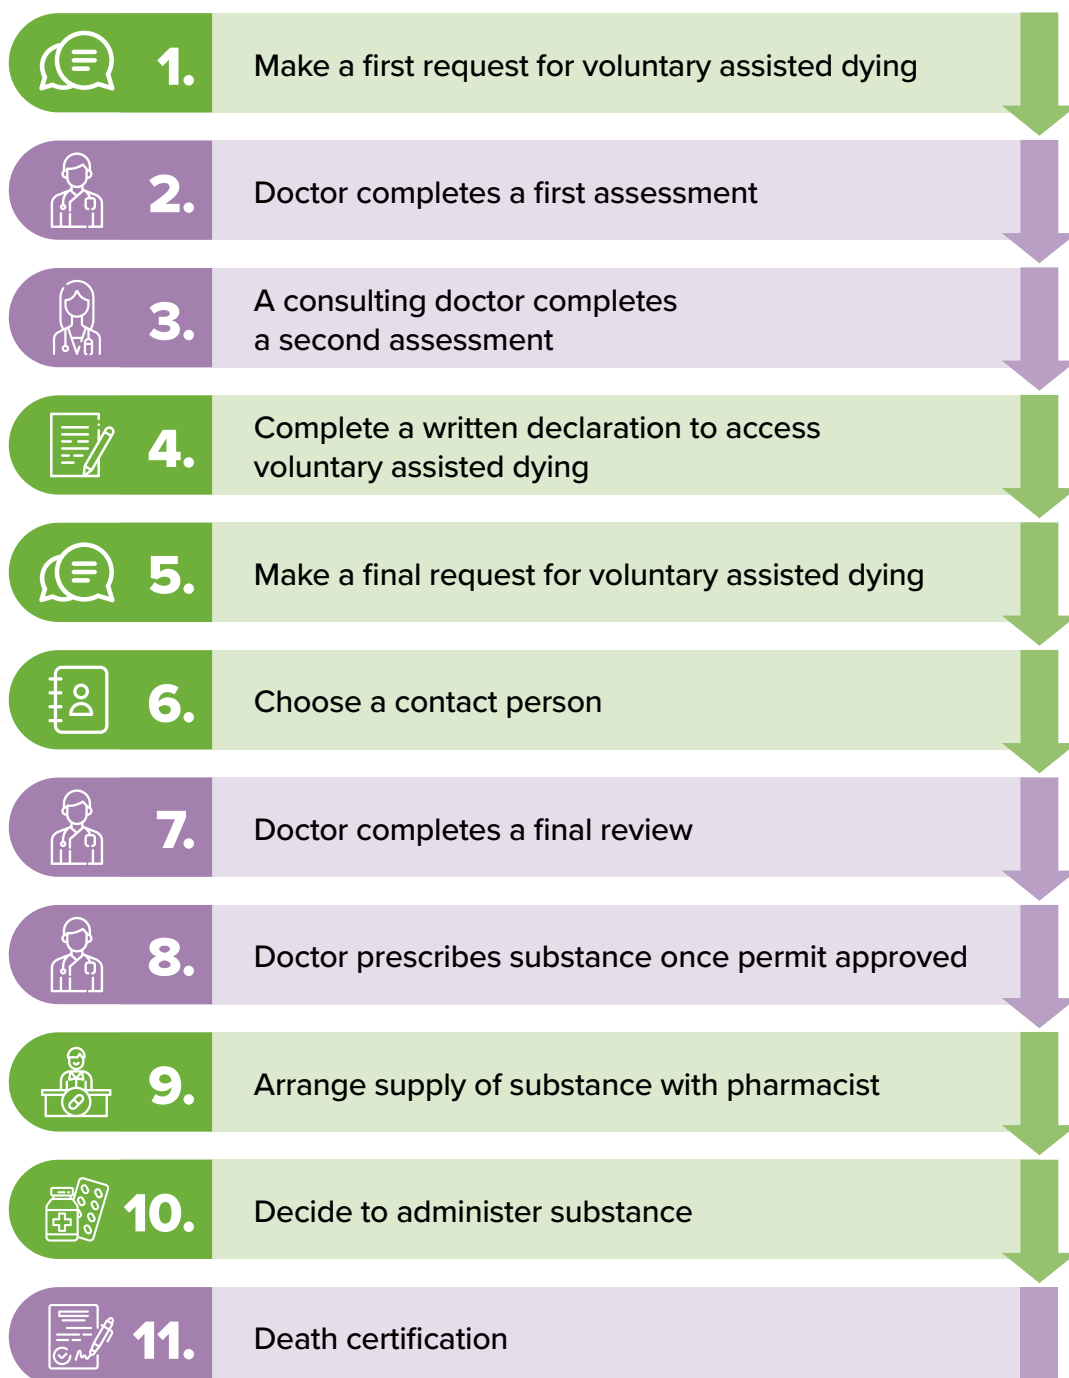 1. Make a first request for voluntary assisted dying
2. Doctor completes a first assessment
3. A consulting doctor completes
a second assessment
4. Complete a written declaration to access
voluntary assisted dying
5. Make a final request for voluntary assisted dying
6. Choose a contact person
7. Doctor completes a final review
8. Doctor prescribes substance once permit approved
9. Arrange supply of substance with pharmacist
10. Decide to administer substance
11. Death certification